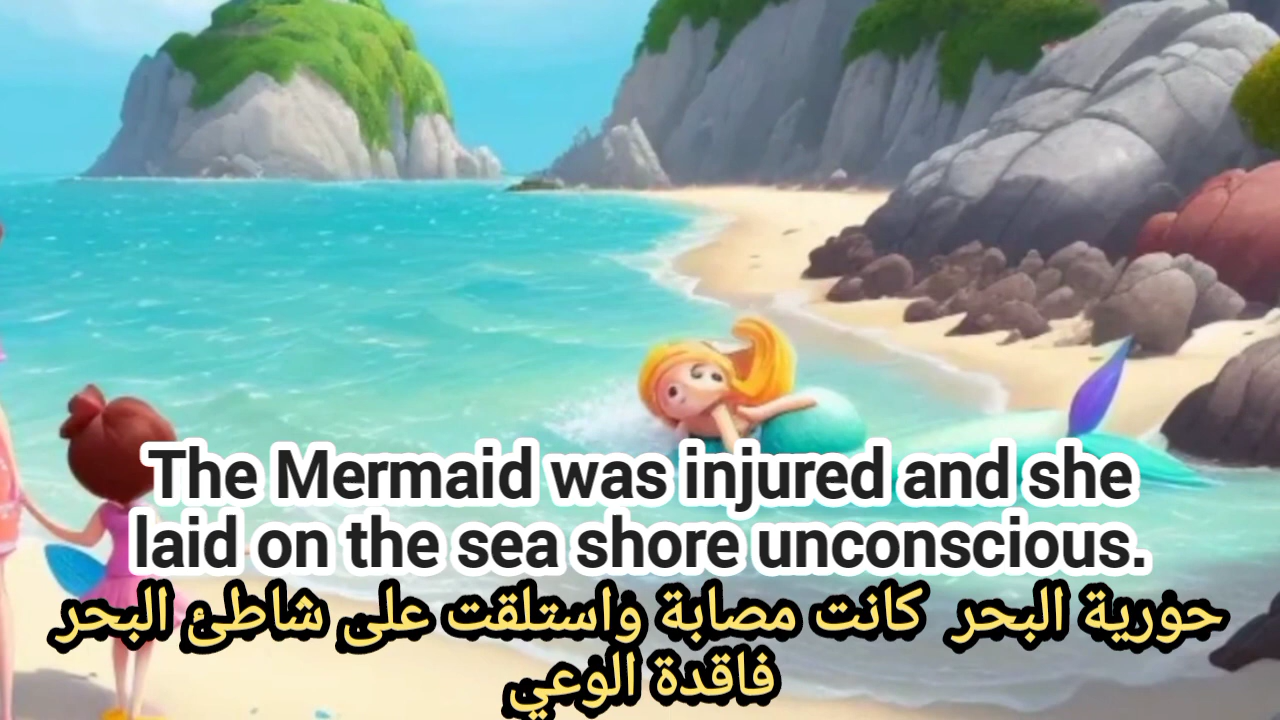 The Mermaid was injured and she
laid on the sea shore unconscious.
حورية البحر كانت مصابة واستلقت على شاطئ البحر
فاقدة الوعي